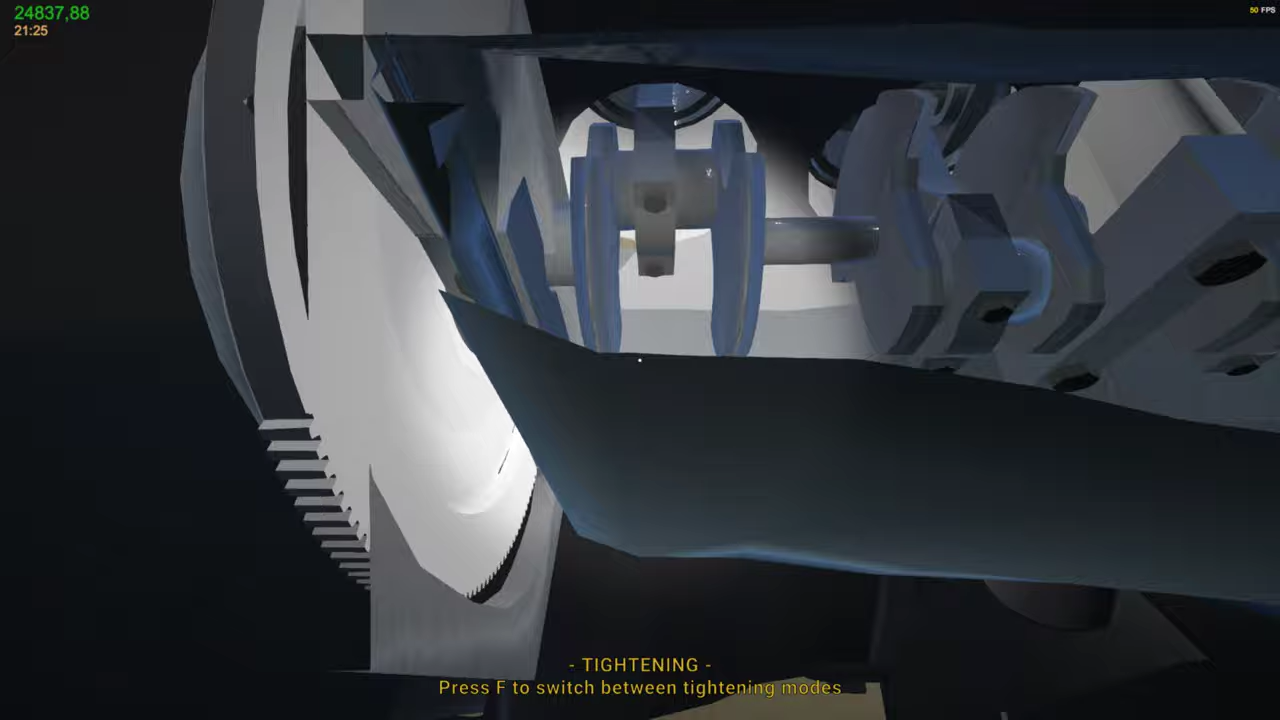 24837,88
50 FPS
21:25
- TIGHTENING -
Press F to switch between tightening modes